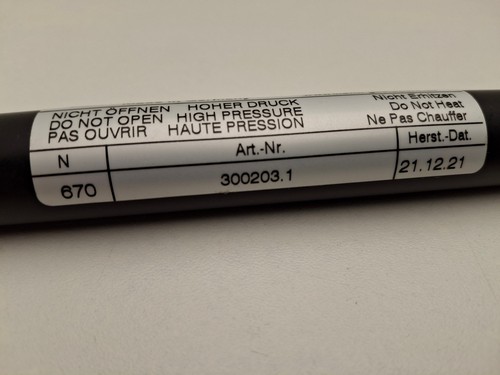 NICHT ÖFFNEN HOHER DRUCK Nicht Erhitzen
DO NOT OPEN HIGH PRESSURE Do Not Heat
PAS OUVRIR HAUTE PRESSION Ne Pas Chauffer
N Art.-Nr. Herst.-Dat.
670 300203.1 21.12.21